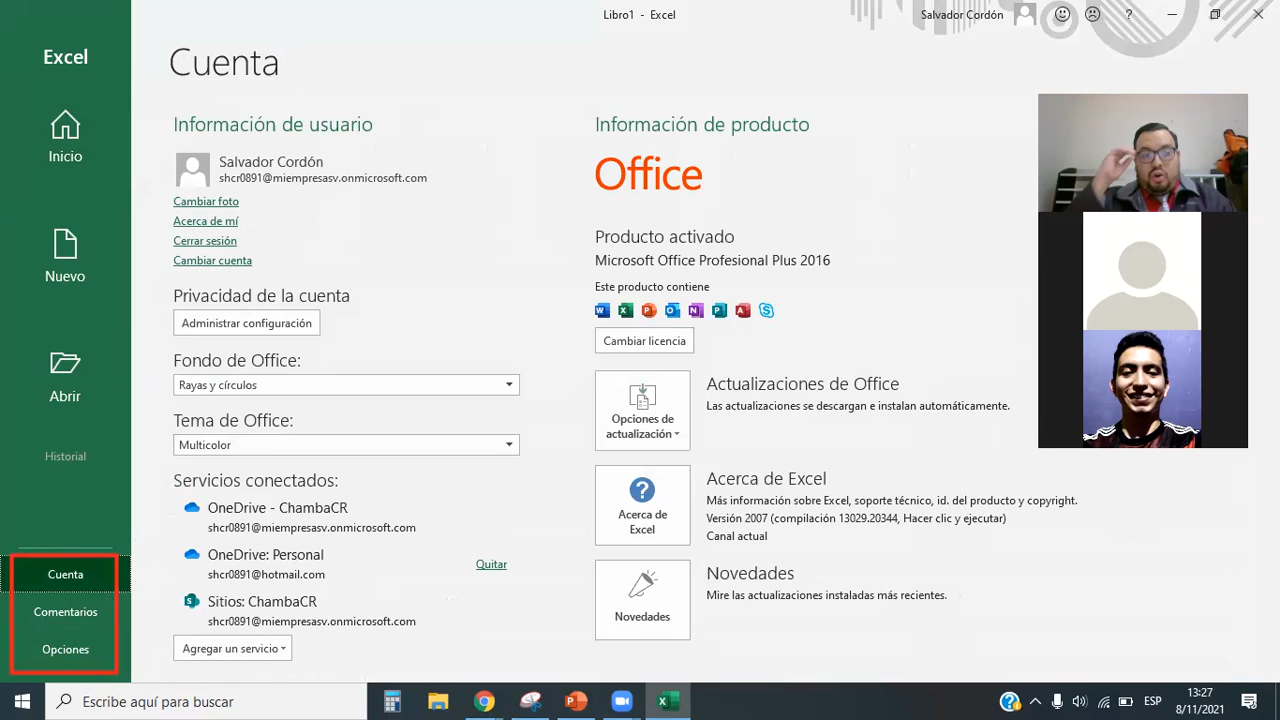 Libro1 - Excel
Salvador Cordón
?
Excel
Inicio
Nuevo
Abrir
Historial
Cuenta
Comentarios
Opciones
Cuenta
Información de usuario
Salvador Cordón
shcr0891@miempresasv.onmicrosoft.com
Cambiar foto
Acerca de mí
Cerrar sesión
Cambiar cuenta
Privacidad de la cuenta
Administrar configuración
Fondo de Office:
Rayas y círculos
Tema de Office:
Multicolor
Servicios conectados:
OneDrive - ChambaCR
shcr0891@miempresasv.onmicrosoft.com
OneDrive: Personal
shcr0891@hotmail.com
Quitar
Sitios: ChambaCR
shcr0891@miempresasv.onmicrosoft.com
Agregar un servicio
Información de producto
Office
Producto activado
Microsoft Office Profesional Plus 2016
Este producto contiene
Cambiar licencia
Opciones de
actualización
Actualizaciones de Office
Las actualizaciones se descargan e instalan automáticamente.
Acerca de
Excel
Acerca de Excel
Más información sobre Excel, soporte técnico, id. del producto y copyright.
Versión 2007 (compilación 13029.20344, Hacer clic y ejecutar)
Canal actual
Novedades
Novedades
Mire las actualizaciones instaladas más recientes.
Escribe aquí para buscar
ESP
13:27
8/11/2021